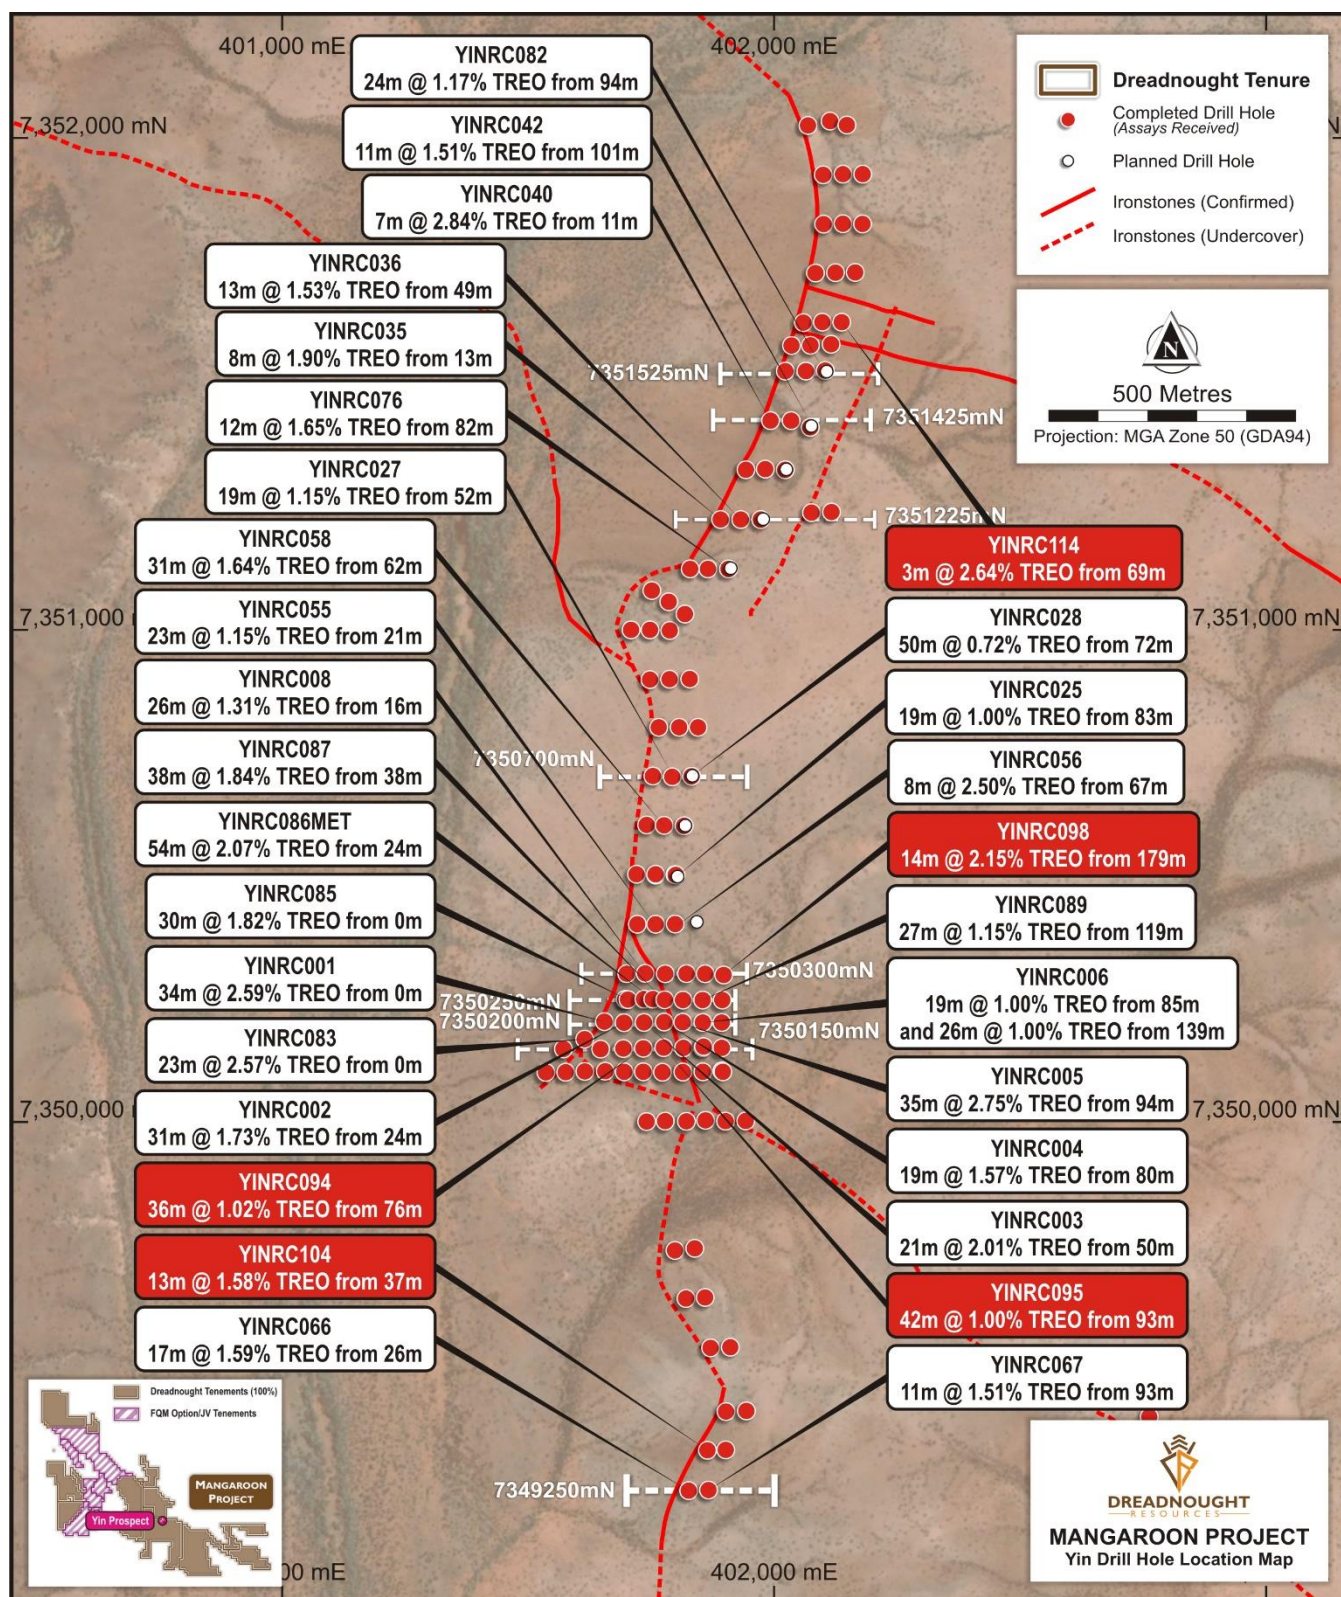 401,000 mE
402,000 mE
7,352,000 mN
N
YINRC082
24m @ 1.17% TREO from 94m
YINRC042
11m @ 1.51% TREO from 101m
YINRC040
7m @ 2.84% TREO from 11m
YINRC036
13m @ 1.53% TREO from 49m
YINRC035
8m @ 1.90% TREO from 13m
YINRC076
12m @ 1.65% TREO from 82m
YINRC027
19m @ 1.15% TREO from 52m
YINRC058
31m @ 1.64% TREO from 62m
YINRC055
23m @ 1.15% TREO from 21m
YINRC008
26m @ 1.31% TREO from 16m
YINRC087
38m @ 1.84% TREO from 38m
YINRC086MET
54m @ 2.07% TREO from 24m
YINRC085
30m @ 1.82% TREO from 0m
YINRC001
34m @ 2.59% TREO from 0m
YINRC083
23m @ 2.57% TREO from 0m
YINRC002
31m @ 1.73% TREO from 24m
YINRC094
36m @ 1.02% TREO from 76m
YINRC104
13m @ 1.58% TREO from 37m
YINRC066
17m @ 1.59% TREO from 26m
7,351,000 mN
7,350,000
7351525mN
7351425mN
7351225mN
7350700mN
7350300mN
7350250mN
7350200mN
7350150mN
7349250mN
Dreadnought Tenure
Completed Drill Hole
(Assays Received)
Planned Drill Hole
Ironstones (Confirmed)
Ironstones (Undercover)
N
500 Metres
Projection: MGA Zone 50 (GDA94)
YINRC114
3m @ 2.64% TREO from 69m
YINRC028
50m @ 0.72% TREO from 72m
7,351,000 mN
YINRC025
19m @ 1.00% TREO from 83m
YINRC056
8m @ 2.50% TREO from 67m
YINRC098
14m @ 2.15% TREO from 179m
YINRC089
27m @ 1.15% TREO from 119m
YINRC006
19m @ 1.00% TREO from 85m
and 26m @ 1.00% TREO from 139m
YINRC005
35m @ 2.75% TREO from 94m
7,350,000 mN
YINRC004
19m @ 1.57% TREO from 80m
YINRC003
21m @ 2.01% TREO from 50m
YINRC095
42m @ 1.00% TREO from 93m
YINRC067
11m @ 1.51% TREO from 93m
Dreadnought Tenements (100%)
FQM Option/JV Tenements
MANGAROON
PROJECT
Yin Prospect
DREADNOUGHT
RESOURCES
MANGAROON PROJECT
Yin Drill Hole Location Map
00 mE
402,000 mE